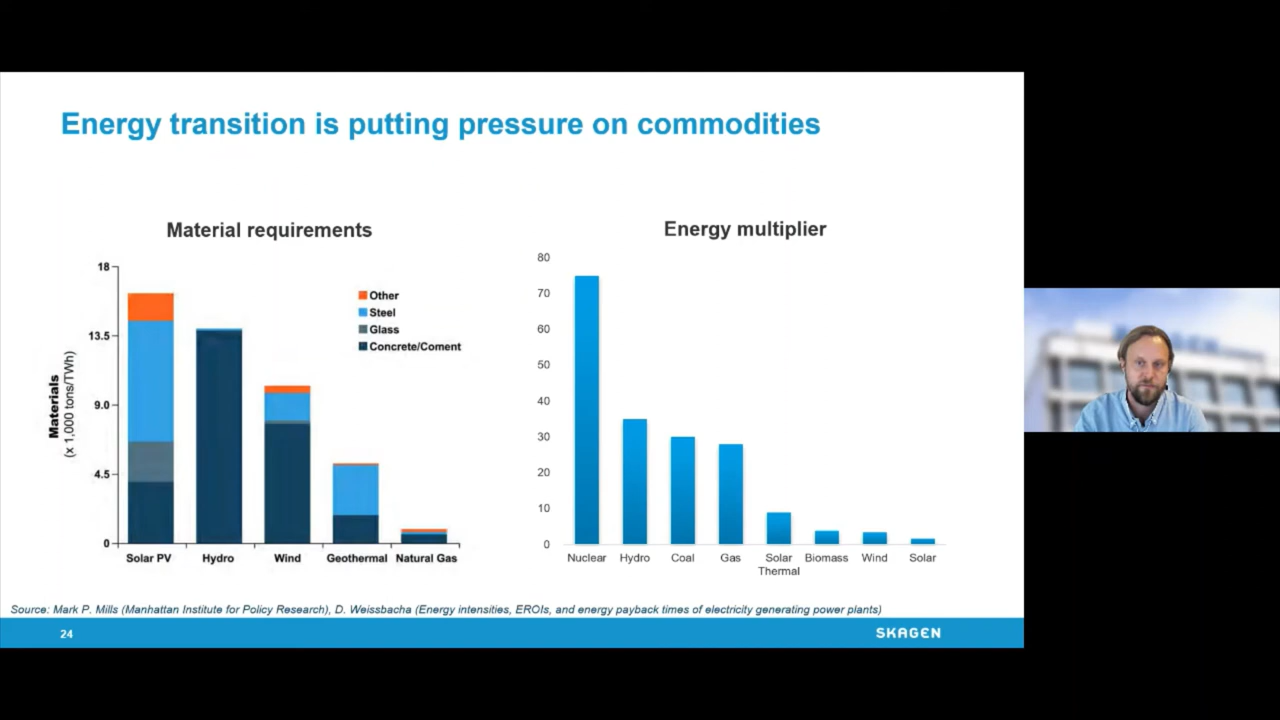 Energy transition is putting pressure on commodities
Material requirements
18
13.5
9.0
4.5
0
Materials
(x 1,000 tons/TWh)
Other
Steel
Glass
Concrete/Coment
Solar PV
Hydro
Wind
Geothermal
Natural Gas
Energy multiplier
80
70
60
50
40
30
20
10
0
Nuclear
Hydro
Coal
Gas
Solar
Thermal
Biomass
Wind
Solar
Source: Mark P. Mills (Manhattan Institute for Policy Research), D. Weissbacha (Energy intensities, EROIs, and energy payback times of electricity generating power plants)
24
SKAGEN